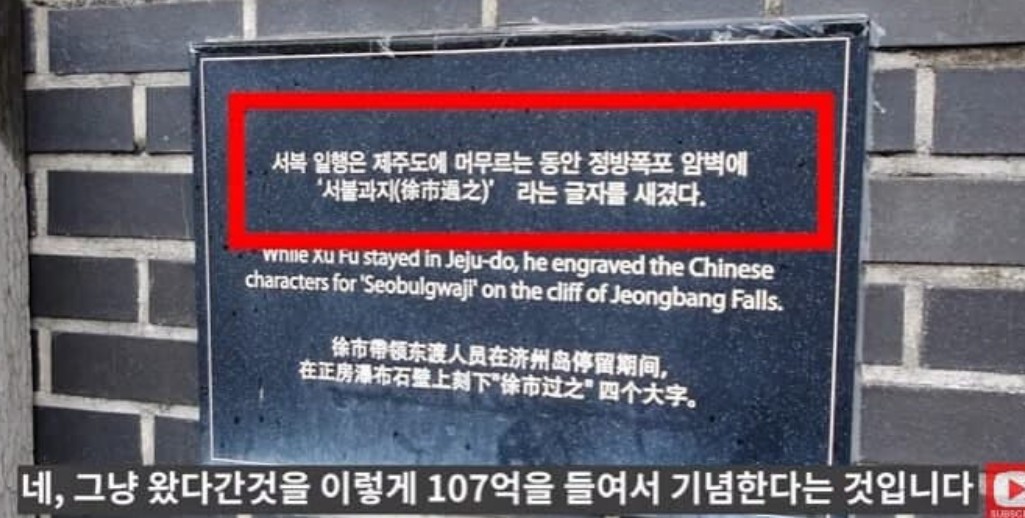 서복 일행은 제주도에 머무르는 동안 정방폭포 암벽에
'서불과지(徐市過之)' 라는 글자를 새겼다.
While Xu Fu stayed in Jeju-do, he engraved the Chinese
characters for 'Seobulgwaji' on the cliff of Jeongbang Falls.
徐市带领东渡人员在济州岛停留期间,
在正房瀑布石壁上刻下"徐市过之" 四个大字。
네, 그냥 왔다간것을 이렇게 107억을 들여서 기념한다는 것입니다